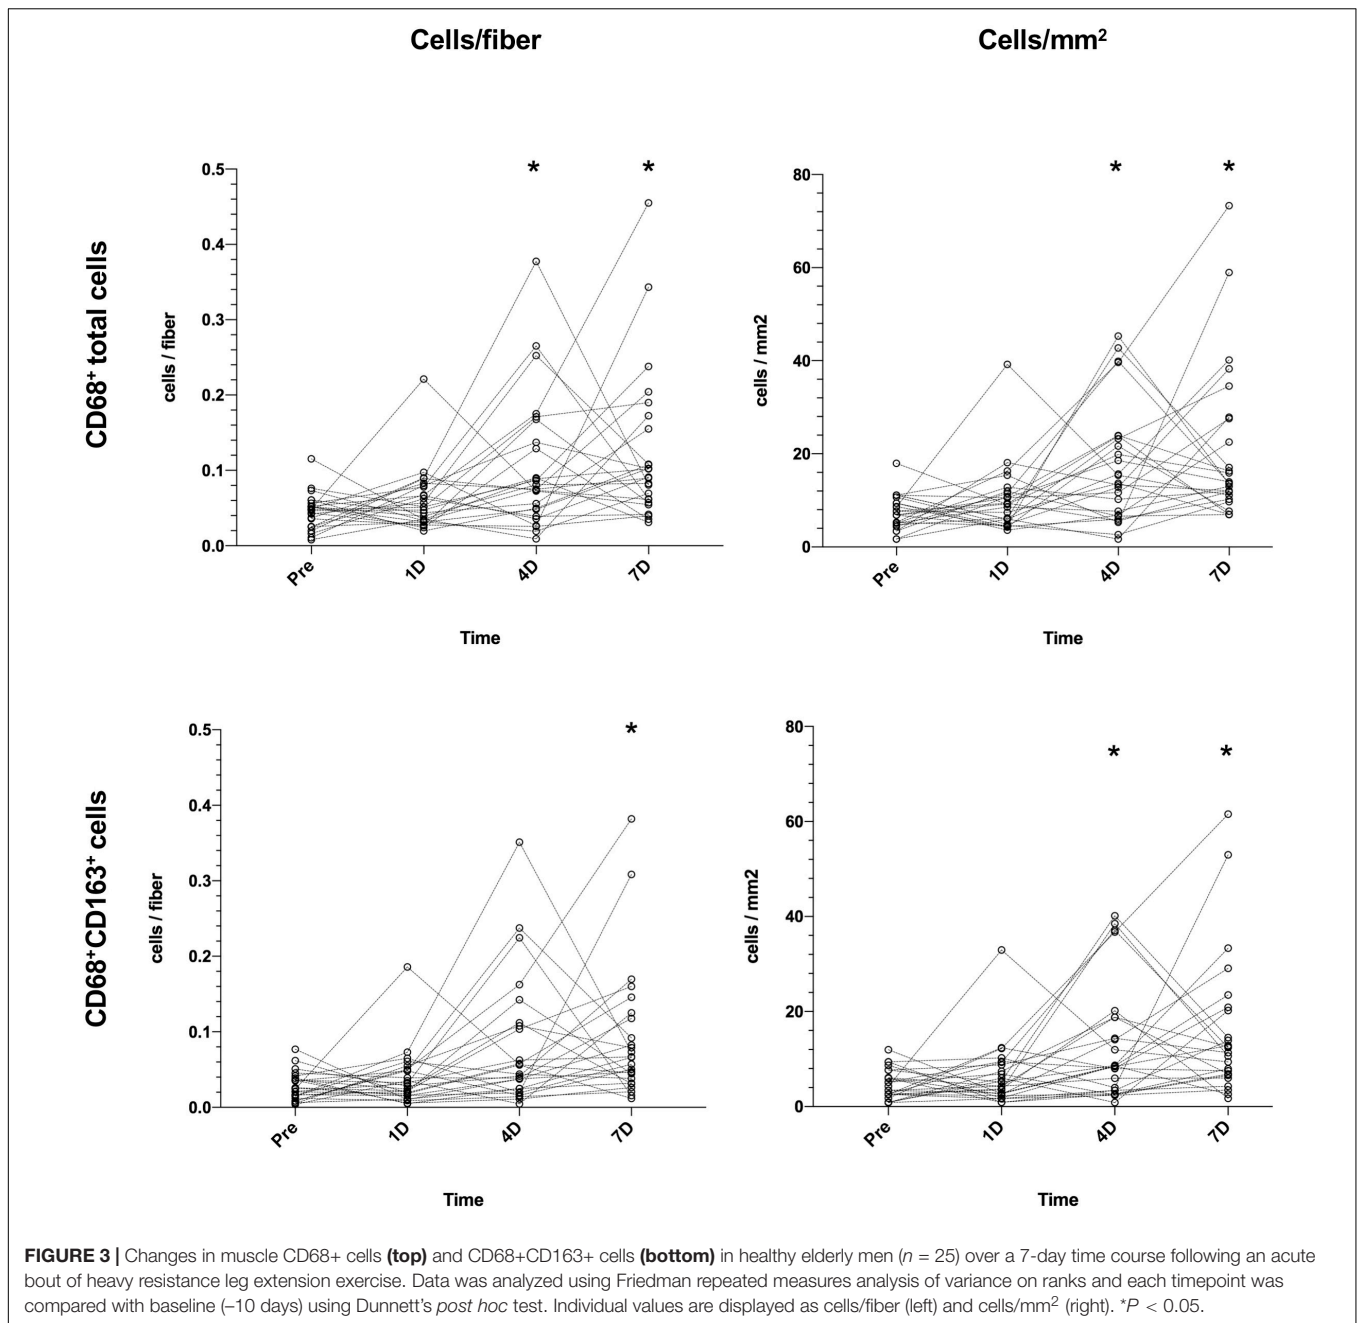 Cells/fiber
Cells/mm²
CD68⁺ total cells
cells / fiber
0.5
0.4
0.3
0.2
0.1
0.0
* *
Pre 1D 4D 7D
Time
cells / mm2
80
60
40
20
0
* *
Pre 1D 4D 7D
Time
CD68⁺CD163⁺ cells
cells / fiber
0.5
0.4
0.3
0.2
0.1
0.0
*
Pre 1D 4D 7D
Time
cells / mm2
80
60
40
20
0
* *
Pre 1D 4D 7D
Time
FIGURE 3 | Changes in muscle CD68+ cells (top) and CD68+CD163+ cells (bottom) in healthy elderly men (n = 25) over a 7-day time course following an acute
bout of heavy resistance leg extension exercise. Data was analyzed using Friedman repeated measures analysis of variance on ranks and each timepoint was
compared with baseline (–10 days) using Dunnett's post hoc test. Individual values are displayed as cells/fiber (left) and cells/mm² (right). *P < 0.05.